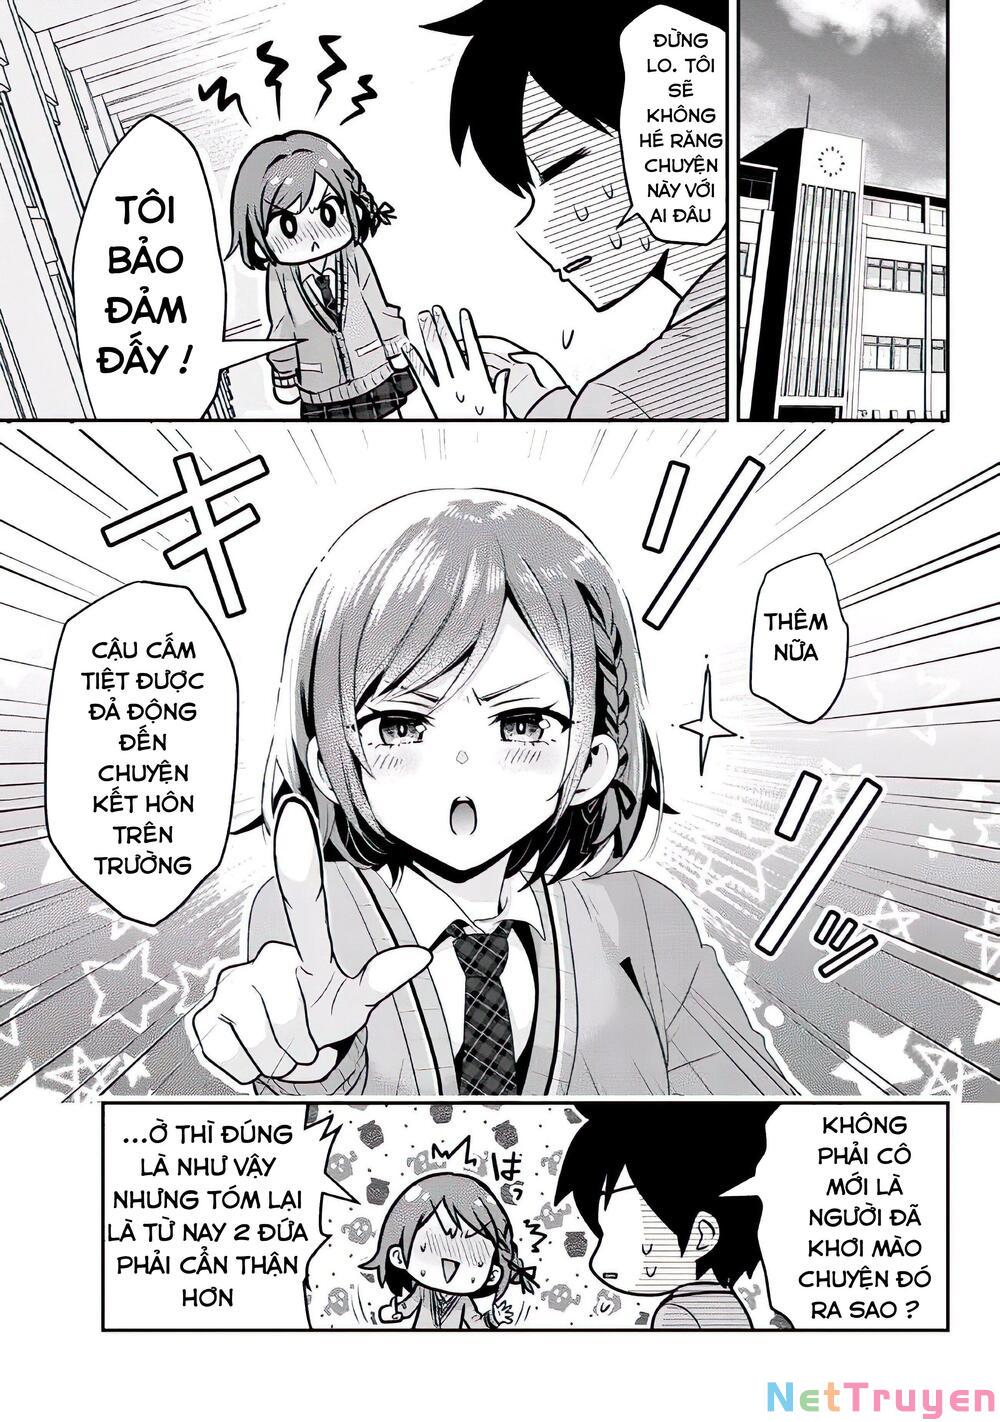 ĐỪNG
LO. TÔI
SẼ
KHÔNG
HÉ RĂNG
CHUYỆN
NÀY VỚI
AI ĐÂU
TÔI
BẢO
ĐẢM
ĐẤY !
THÊM
NỮA
CẬU CẤM
TIỆT ĐƯỢC
ĐẢ ĐỘNG
ĐẾN
CHUYỆN
KẾT HÔN
TRÊN
TRƯỜNG
KHÔNG
PHẢI CÔ
MỚI LÀ
NGƯỜI ĐÃ
KHƠI MÀO
CHUYỆN ĐÓ
RA SAO ?
はっ
...Ờ THÌ ĐÚNG
LÀ NHƯ VẬY
NHƯNG TÓM LẠI
LÀ TỪ NAY 2 ĐỨA
PHẢI CẨN THẬN
HƠN
NetTruyen